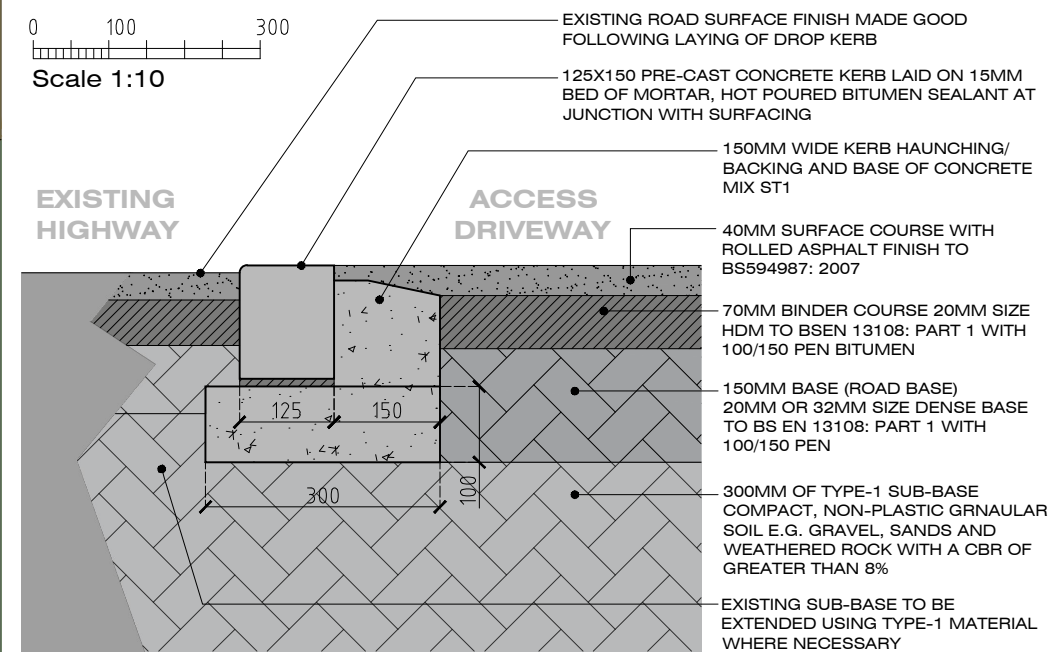 0 100 300
Scale 1:10
EXISTING ROAD SURFACE FINISH MADE GOOD
FOLLOWING LAYING OF DROP KERB
125X150 PRE-CAST CONCRETE KERB LAID ON 15MM
BED OF MORTAR, HOT POURED BITUMEN SEALANT AT
JUNCTION WITH SURFACING
150MM WIDE KERB HAUNCHING/
BACKING AND BASE OF CONCRETE
MIX ST1
EXISTING
HIGHWAY
ACCESS
DRIVEWAY
40MM SURFACE COURSE WITH
ROLLED ASPHALT FINISH TO
BS594987: 2007
70MM BINDER COURSE 20MM SIZE
HDM TO BSEN 13108: PART 1 WITH
100/150 PEN BITUMEN
150MM BASE (ROAD BASE)
20MM OR 32MM SIZE DENSE BASE
TO BS EN 13108: PART 1 WITH
100/150 PEN
125 150
300
100
300MM OF TYPE-1 SUB-BASE
COMPACT, NON-PLASTIC GRNAULAR
SOIL E.G. GRAVEL, SANDS AND
WEATHERED ROCK WITH A CBR OF
GREATER THAN 8%
EXISTING SUB-BASE TO BE
EXTENDED USING TYPE-1 MATERIAL
WHERE NECESSARY